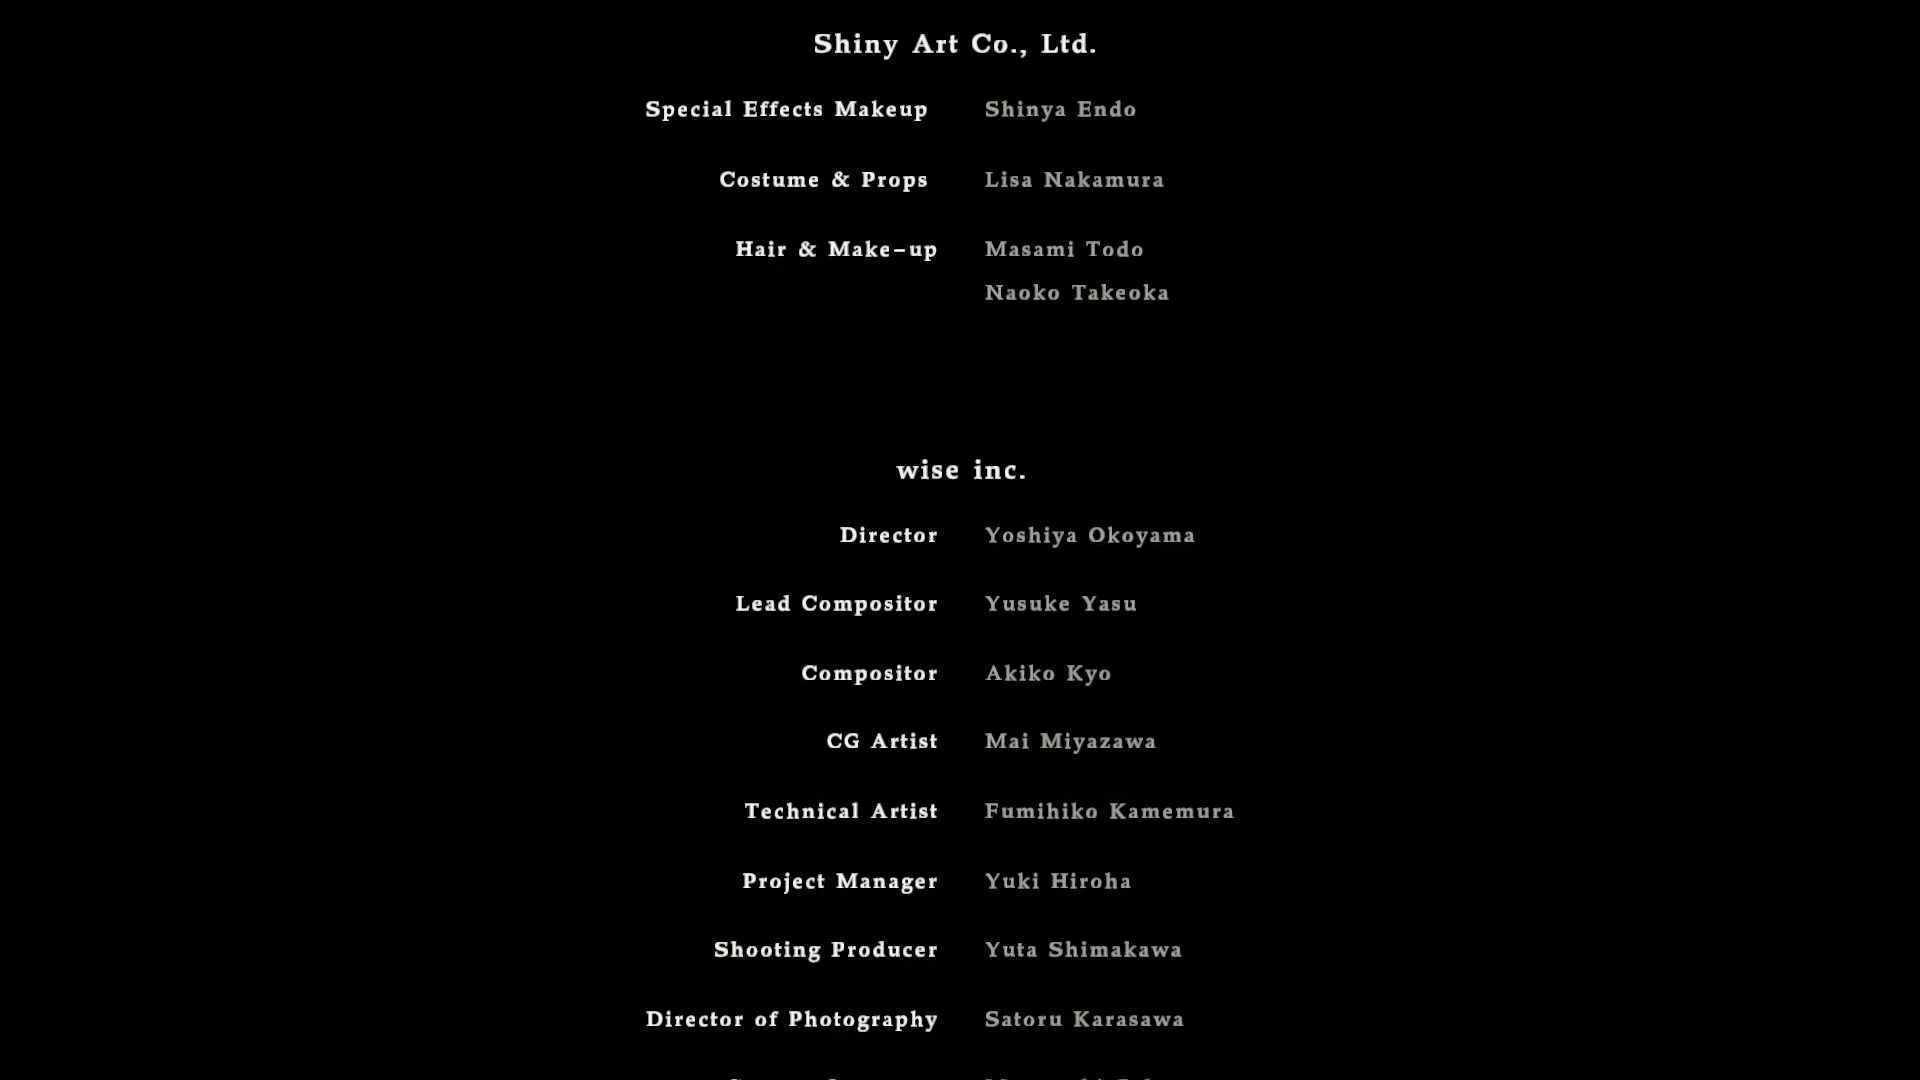 Shiny Art Co., Ltd.
Special Effects Makeup Shinya Endo
Costume & Props Lisa Nakamura
Hair & Make-up Masami Todo
Naoko Takeoka
wise inc.
Director Yoshiya Okoyama
Lead Compositor Yusuke Yasu
Compositor Akiko Kyo
CG Artist Mai Miyazawa
Technical Artist Fumihiko Kamemura
Project Manager Yuki Hiroha
Shooting Producer Yuta Shimakawa
Director of Photography Satoru Karasawa